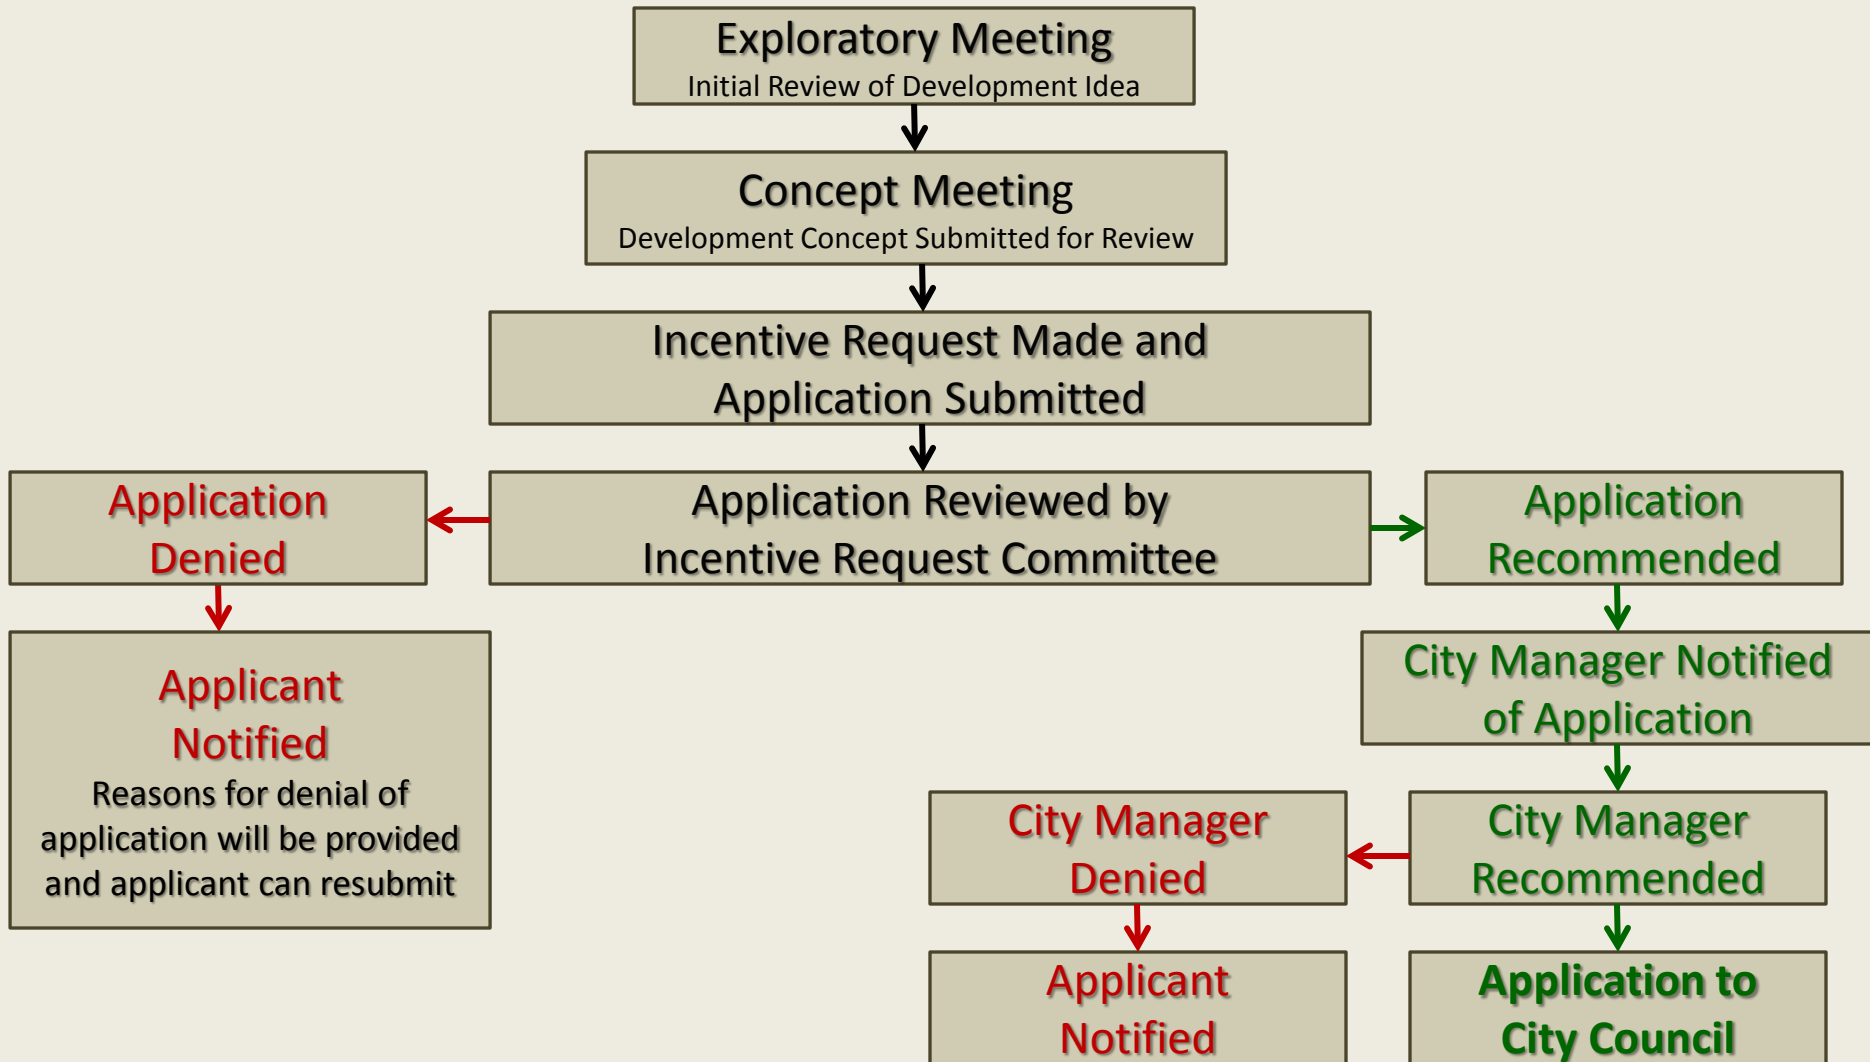 Exploratory Meeting
Initial Review of Development Idea
Concept Meeting
Development Concept Submitted for Review
Incentive Request Made and
Application Submitted
Application Reviewed by
Incentive Request Committee
Application
Denied
Applicant
Notified
Reasons for denial of
application will be provided
and applicant can resubmit
Application
Recommended
City Manager Notified
of Application
City Manager
Recommended
City Manager
Denied
Applicant
Notified
Application to
City Council